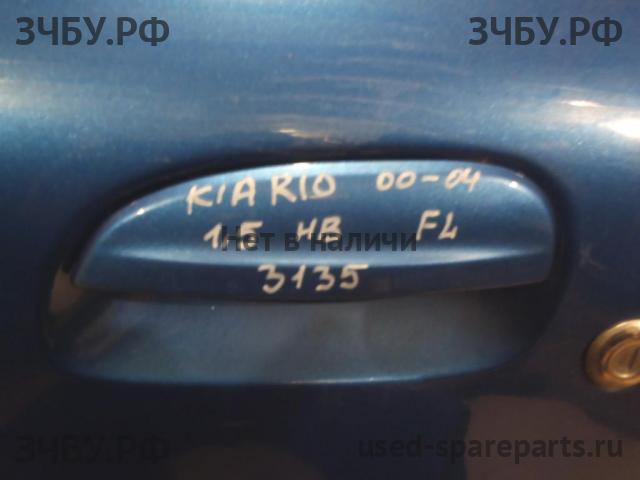 ЗЧБУ.РФ ЗЧБУ.РФ
KIA RIO 00-04
1.5 HB FL
Нет в наличии
3135
ЗЧБУ.РФ used-spareparts.ru